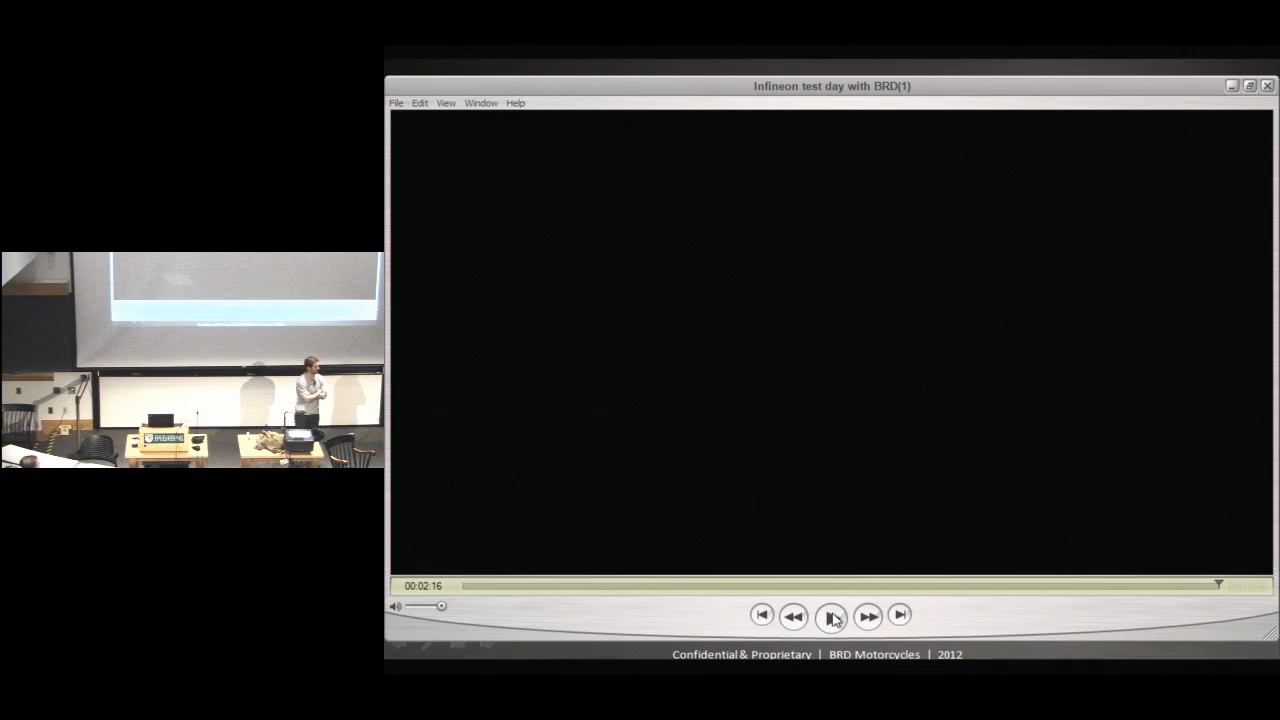 Infineon test day with BRD(1)
File Edit View Window Help
00:02:16
Confidential & Proprietary | BRD Motorcycles | 2012